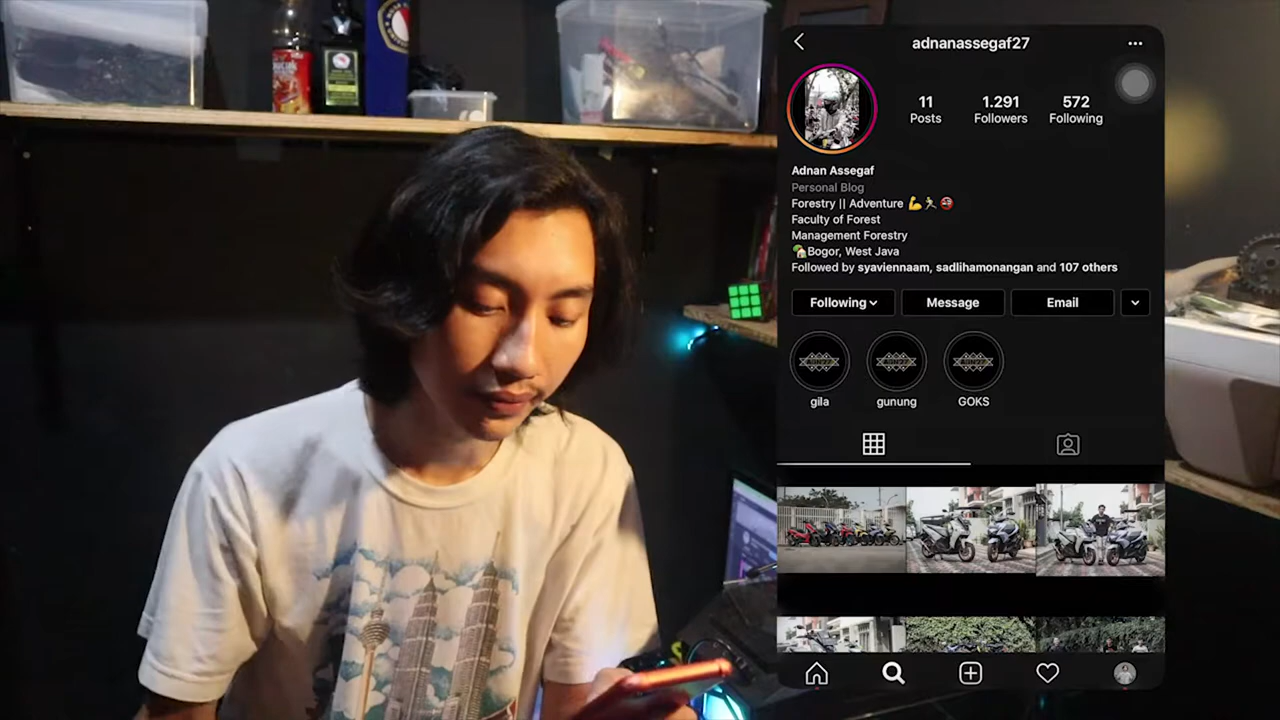 adnanassegaf27
11
Posts
1.291
Followers
572
Following
Adnan Assegaf
Personal Blog
Forestry || Adventure 💪🏃🚭
Faculty of Forest
Management Forestry
🏡Bogor, West Java
Followed by syaviennaam, sadlihamonangan and 107 others
Following
Message
Email
gila
gunung
GOKS